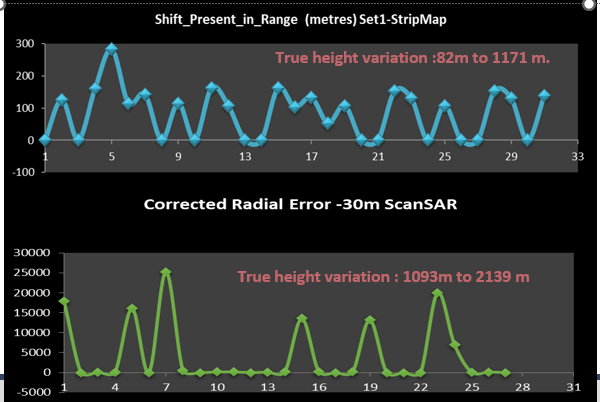 Shift_Present_in_Range (metres) Set1-StripMap
True height variation :82m to 1171 m.
300
200
100
0
-100
1 5 9 13 17 21 25 29 33
Corrected Radial Error -30m ScanSAR
True height variation : 1093m to 2139 m
30000
25000
20000
15000
10000
5000
0
-5000
1 4 7 10 13 16 19 22 25 28 31